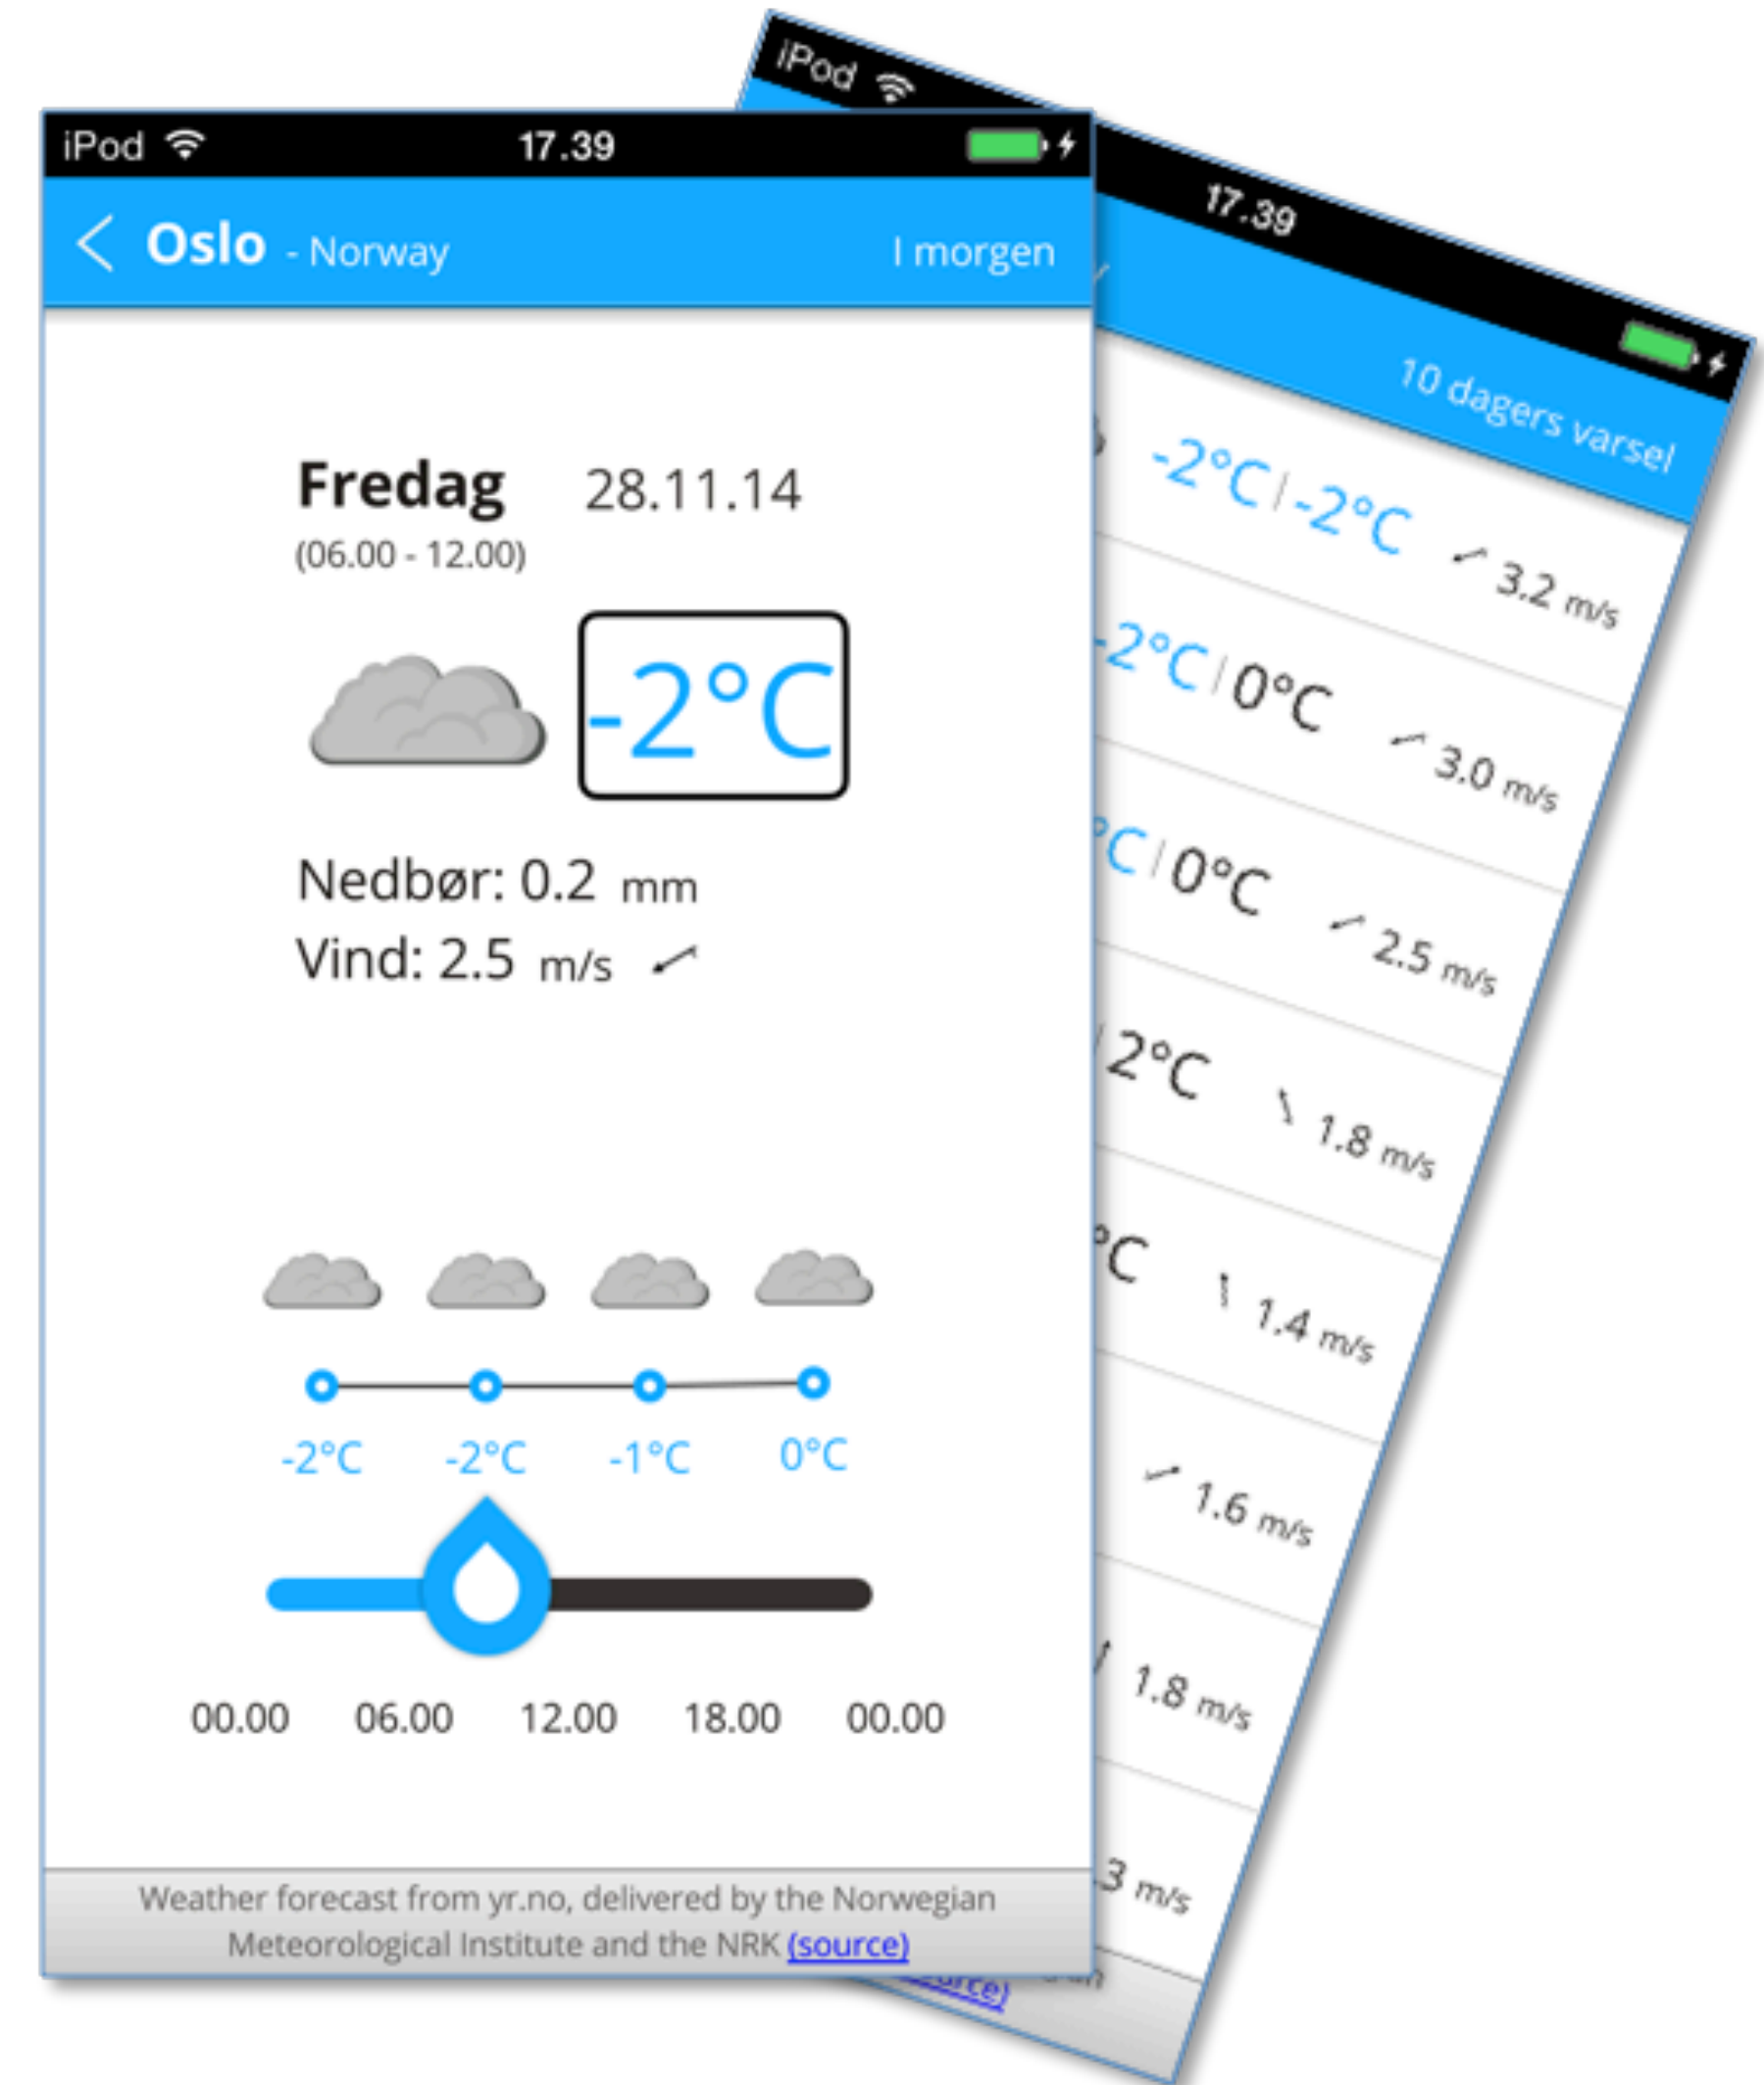 iPod 17.39
Oslo - Norway I morgen
Fredag 28.11.14
(06.00 - 12.00)
-2°C
Nedbør: 0.2 mm
Vind: 2.5 m/s
-2°C -2°C -1°C 0°C
00.00 06.00 12.00 18.00 00.00
Weather forecast from yr.no, delivered by the Norwegian
Meteorological Institute and the NRK (source)
iPod 17.39
10 dagers varsel
-2°C | -2°C 3.2 m/s
-2°C | 0°C 3.0 m/s
°C | 0°C 2.5 m/s
2°C 1.8 m/s
°C 1.4 m/s
1.6 m/s
1.8 m/s
3 m/s